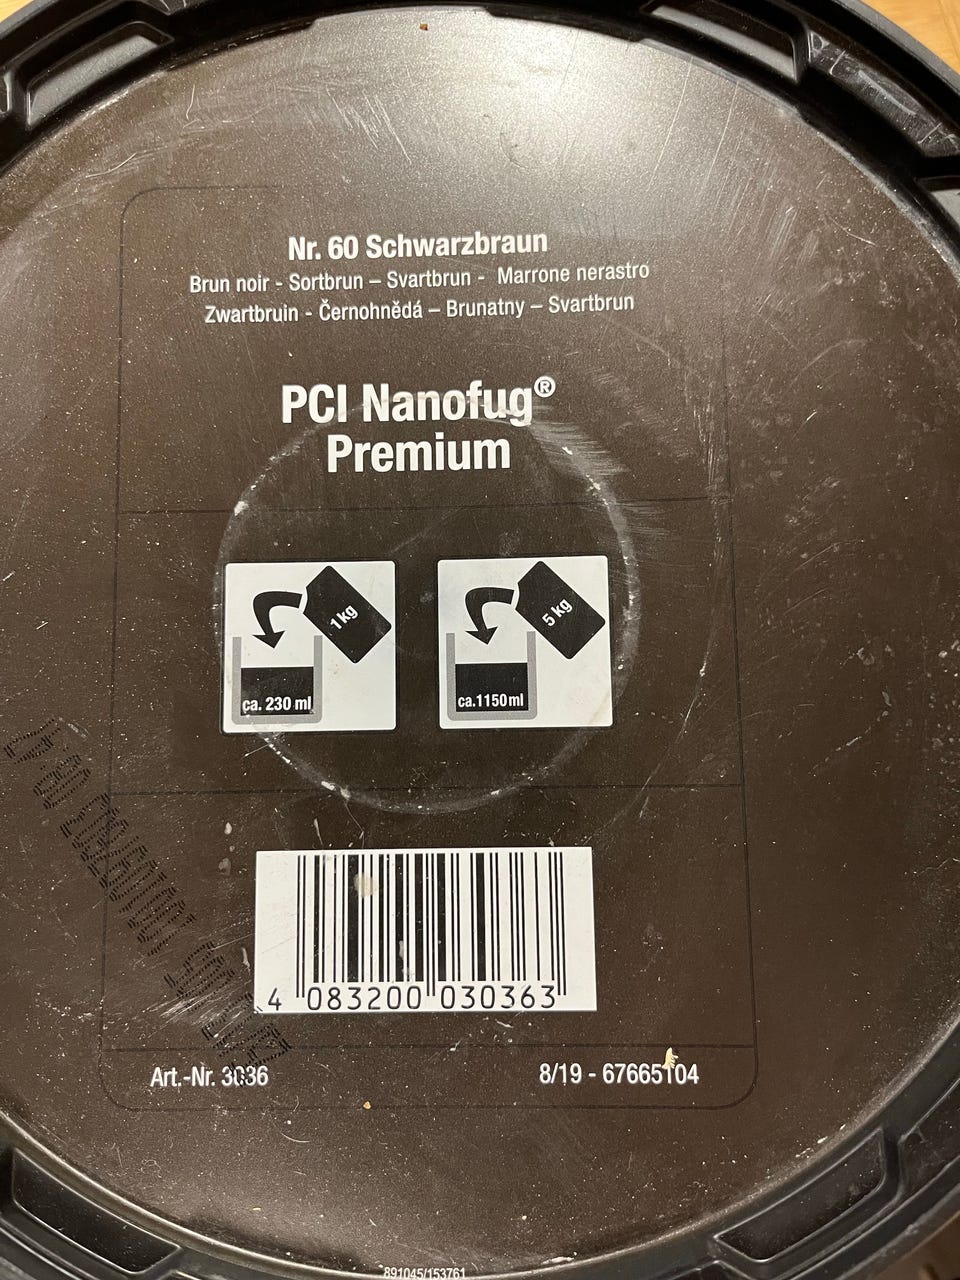 Nr. 60 Schwarzbraun
Brun noir - Sortbrun – Svartbrun - Marrone nerastro
Zwartbruin - Černohnědá – Brunatny – Svartbrun
PCI Nanofug®
Premium
1 kg
ca. 230 ml
5 kg
ca.1150 ml
4 083200 030363
Art.-Nr. 3036
8/19 - 67665104
891045/153761